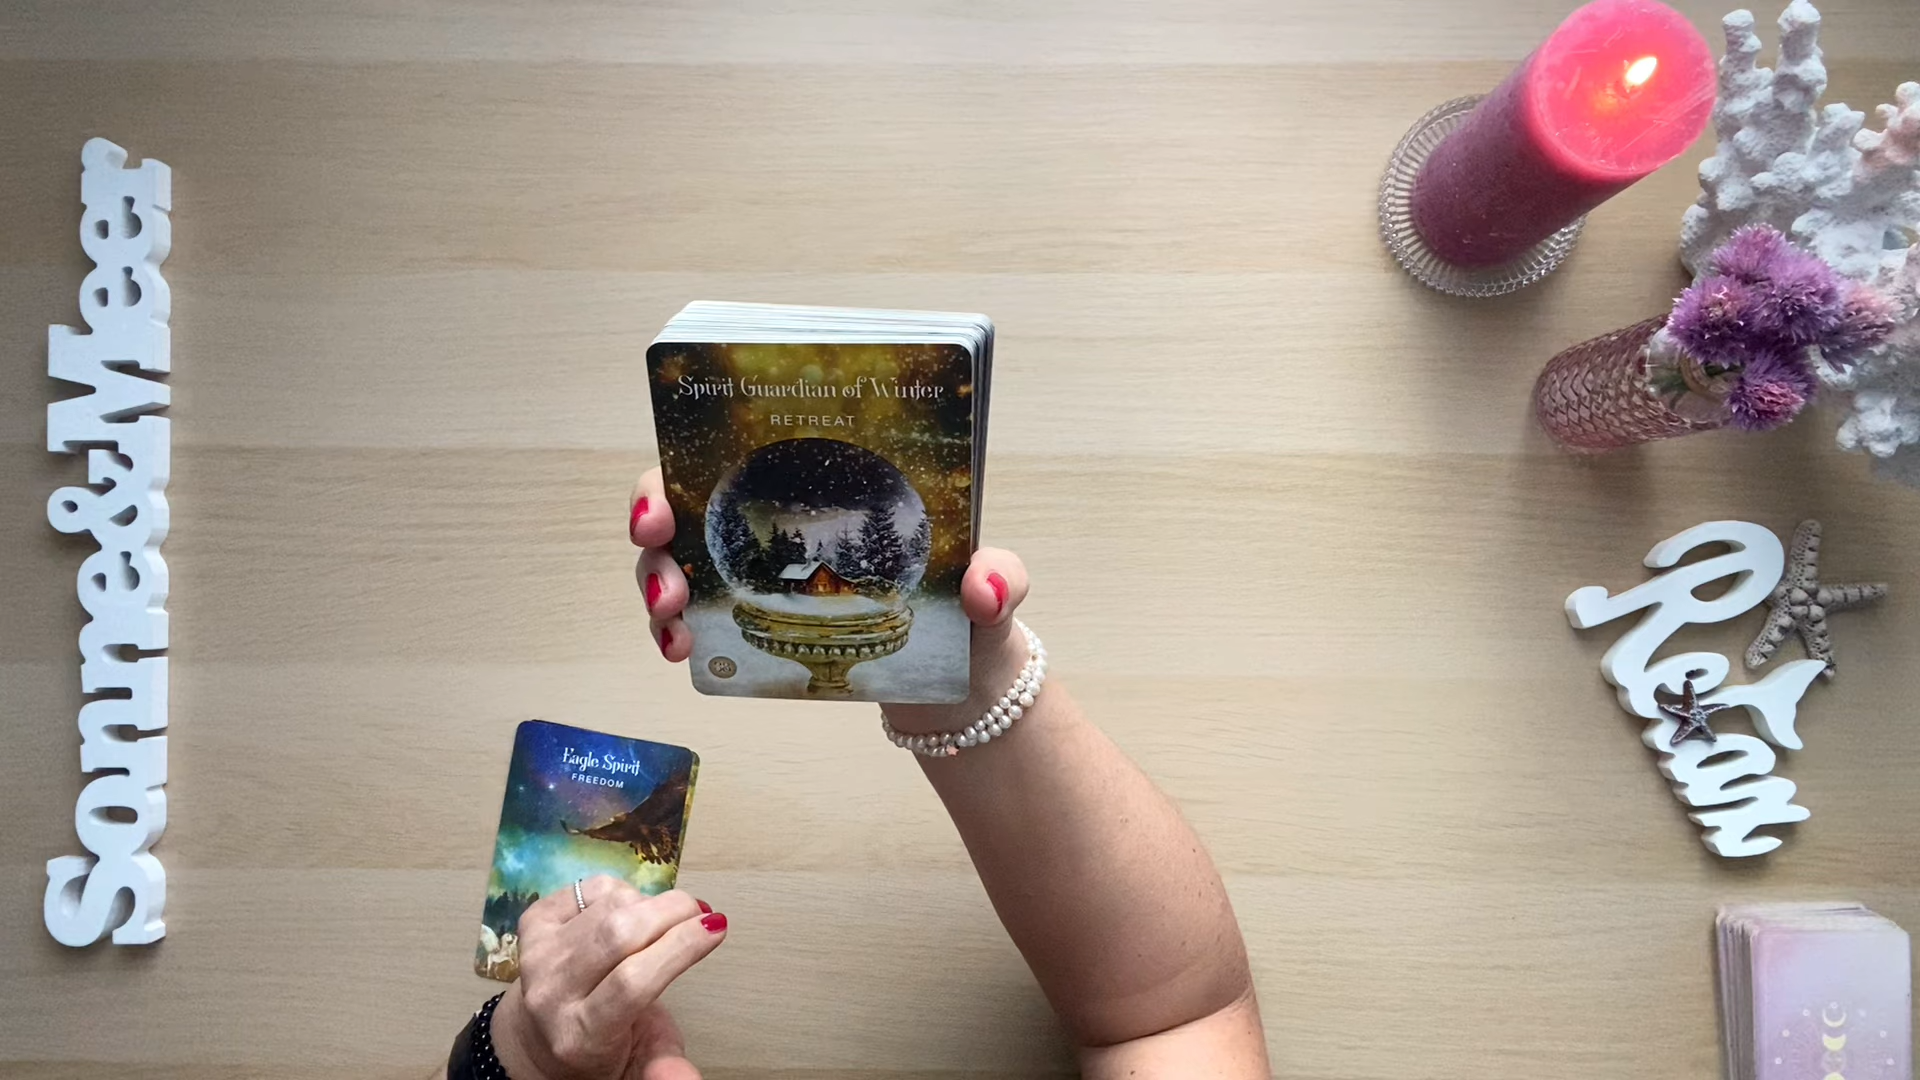 Sonne&Meer
Spirit Guardian of Winter
RETREAT
Eagle Spirit
FREEDOM
Relax